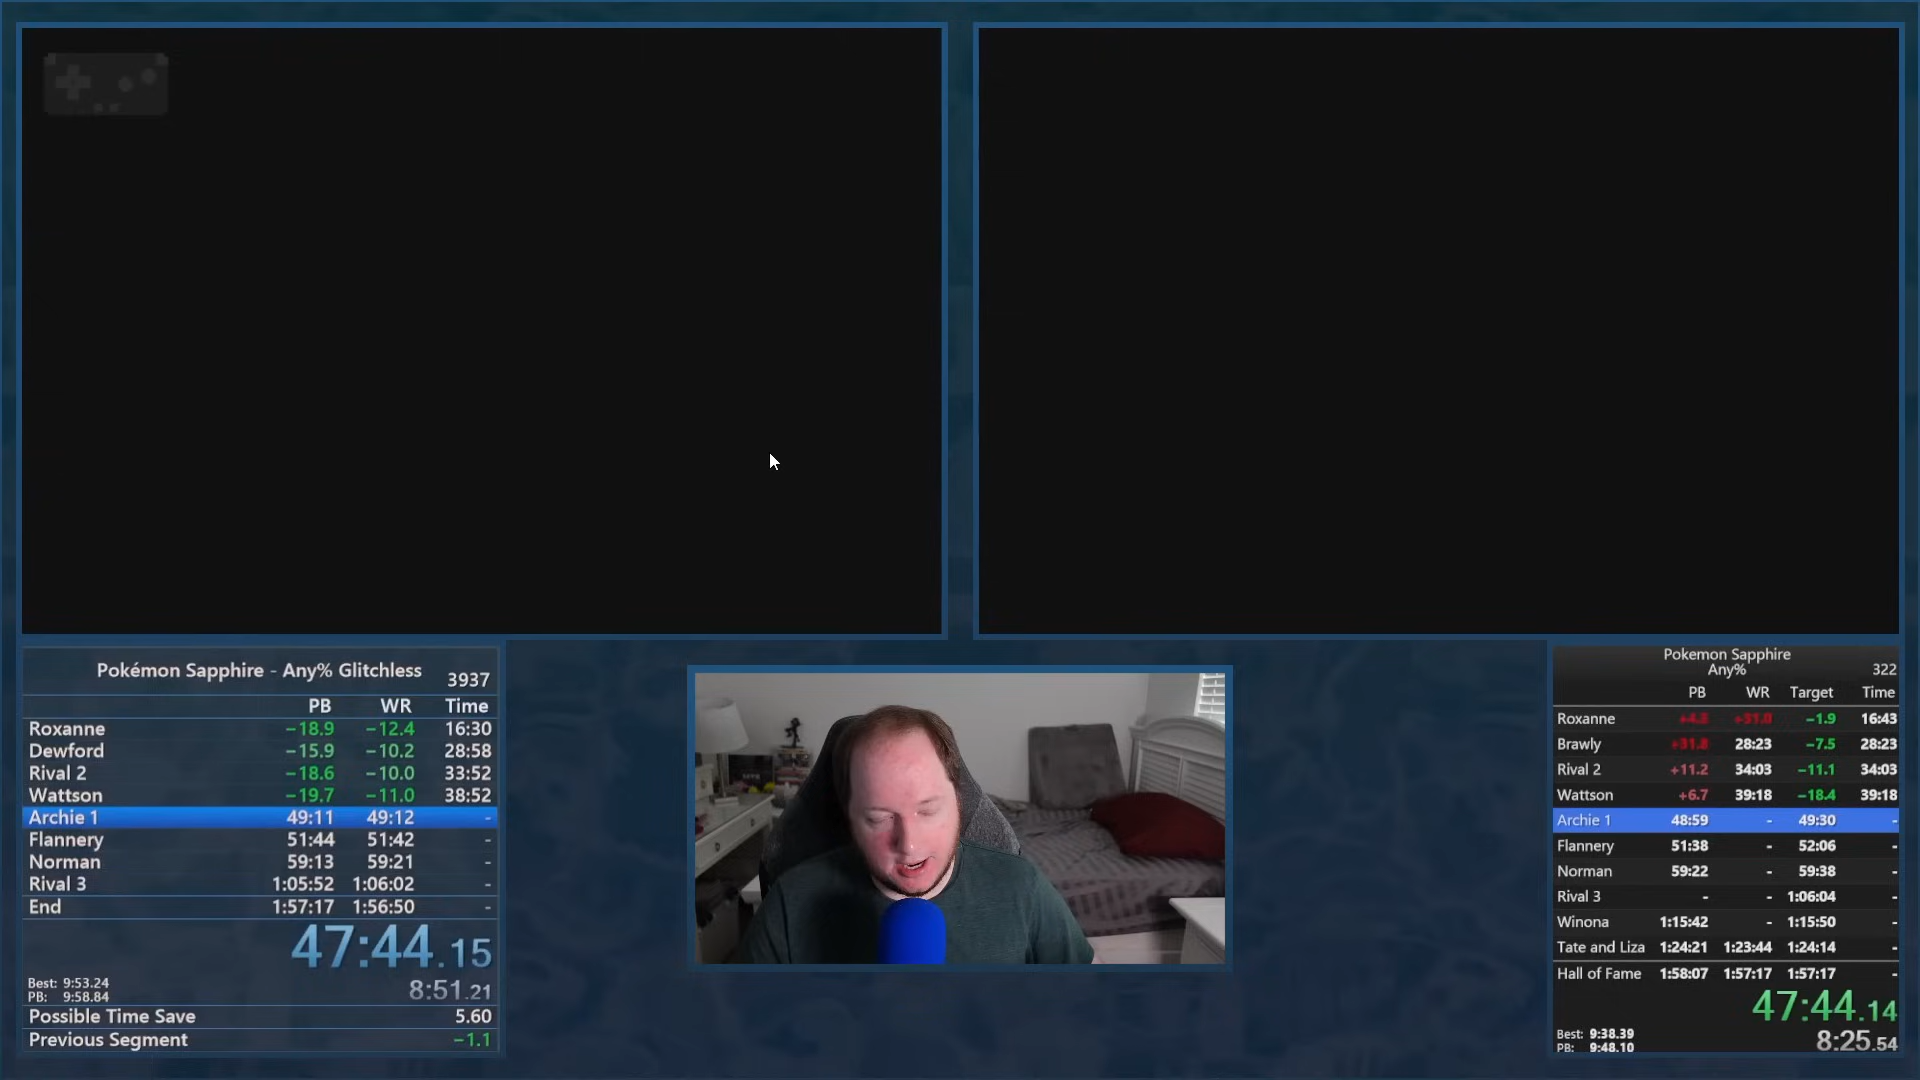 Pokémon Sapphire - Any% Glitchless 3937
PB WR Time
Roxanne −18.9 −12.4 16:30
Dewford −15.9 −10.2 28:58
Rival 2 −18.6 −10.0 33:52
Wattson −19.7 −11.0 38:52
Archie 1 49:11 49:12 -
Flannery 51:44 51:42 -
Norman 59:13 59:21 -
Rival 3 1:05:52 1:06:02 -
End 1:57:17 1:56:50 -
47:44.15
Best: 9:53.24
PB: 9:58.84
8:51.21
Possible Time Save 5.60
Previous Segment −1.1
Pokemon Sapphire
Any% 322
PB WR Target Time
Roxanne −1.9 16:43
Brawly 28:23 −7.5 28:23
Rival 2 +11.2 34:03 −11.1 34:03
Wattson +6.7 39:18 −18.4 39:18
Archie 1 48:59 - 49:30 -
Flannery 51:38 - 52:06 -
Norman 59:22 - 59:38 -
Rival 3 - - 1:06:04 -
Winona 1:15:42 - 1:15:50 -
Tate and Liza 1:24:21 1:23:44 1:24:14 -
Hall of Fame 1:58:07 1:57:17 1:57:17 -
47:44.14
Best: 9:38.39
PB: 9:48.10
8:25.54